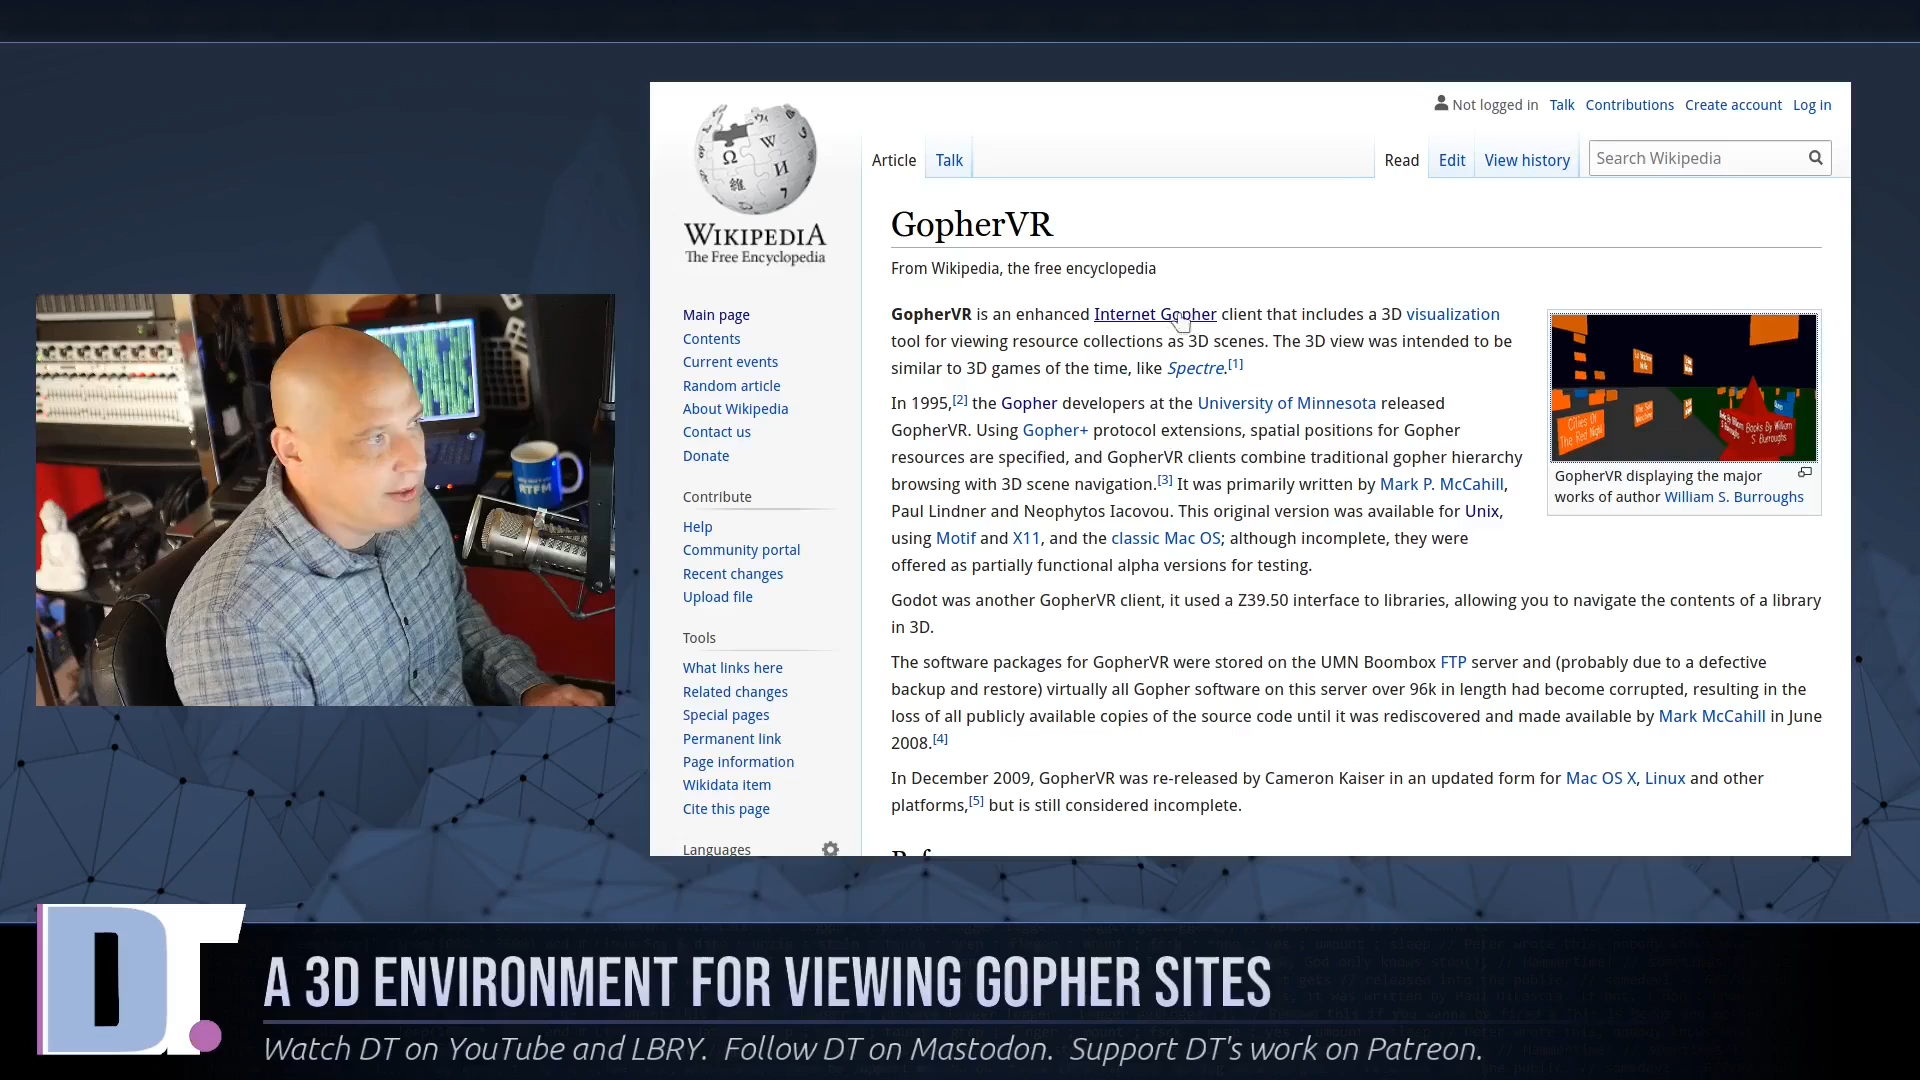 Not logged in Talk Contributions Create account Log in
Article Talk Read Edit View history Search Wikipedia
WIKIPEDIA
The Free Encyclopedia
Main page
Contents
Current events
Random article
About Wikipedia
Contact us
Donate
Contribute
Help
Community portal
Recent changes
Upload file
Tools
What links here
Related changes
Special pages
Permanent link
Page information
Wikidata item
Cite this page
Languages
GopherVR
From Wikipedia, the free encyclopedia
GopherVR is an enhanced Internet Gopher client that includes a 3D visualization
tool for viewing resource collections as 3D scenes. The 3D view was intended to be
similar to 3D games of the time, like Spectre.[1]
In 1995,[2] the Gopher developers at the University of Minnesota released
GopherVR. Using Gopher+ protocol extensions, spatial positions for Gopher
resources are specified, and GopherVR clients combine traditional gopher hierarchy
browsing with 3D scene navigation.[3] It was primarily written by Mark P. McCahill,
Paul Lindner and Neophytos Iacovou. This original version was available for Unix,
using Motif and X11, and the classic Mac OS; although incomplete, they were
offered as partially functional alpha versions for testing.
Godot was another GopherVR client, it used a Z39.50 interface to libraries, allowing you to navigate the contents of a library
in 3D.
The software packages for GopherVR were stored on the UMN Boombox FTP server and (probably due to a defective
backup and restore) virtually all Gopher software on this server over 96k in length had become corrupted, resulting in the
loss of all publicly available copies of the source code until it was rediscovered and made available by Mark McCahill in June
2008.[4]
In December 2009, GopherVR was re-released by Cameron Kaiser in an updated form for Mac OS X, Linux and other
platforms,[5] but is still considered incomplete.
Cities Of
The Red Night
Books By William
S Burroughs
GopherVR displaying the major
works of author William S. Burroughs
RTFM
DT.
A 3D ENVIRONMENT FOR VIEWING GOPHER SITES
Watch DT on YouTube and LBRY. Follow DT on Mastodon. Support DT's work on Patreon.